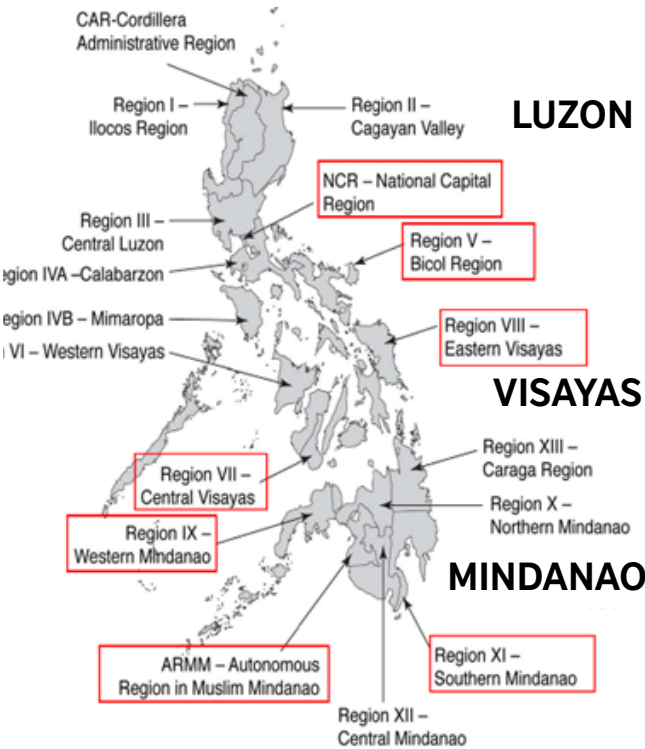 CAR-Cordillera
Administrative Region
Region I –
Ilocos Region
Region II –
Cagayan Valley
LUZON
NCR – National Capital
Region
Region III –
Central Luzon
Region V –
Bicol Region
egion IVA –Calabarzon
egion IVB – Mimaropa
Region VIII –
Eastern Visayas
VI – Western Visayas
VISAYAS
Region XIII –
Caraga Region
Region VII –
Central Visayas
Region X –
Northern Mindanao
Region IX –
Western Mindanao
MINDANAO
ARMM – Autonomous
Region in Muslim Mindanao
Region XI –
Southern Mindanao
Region XII –
Central Mindanao